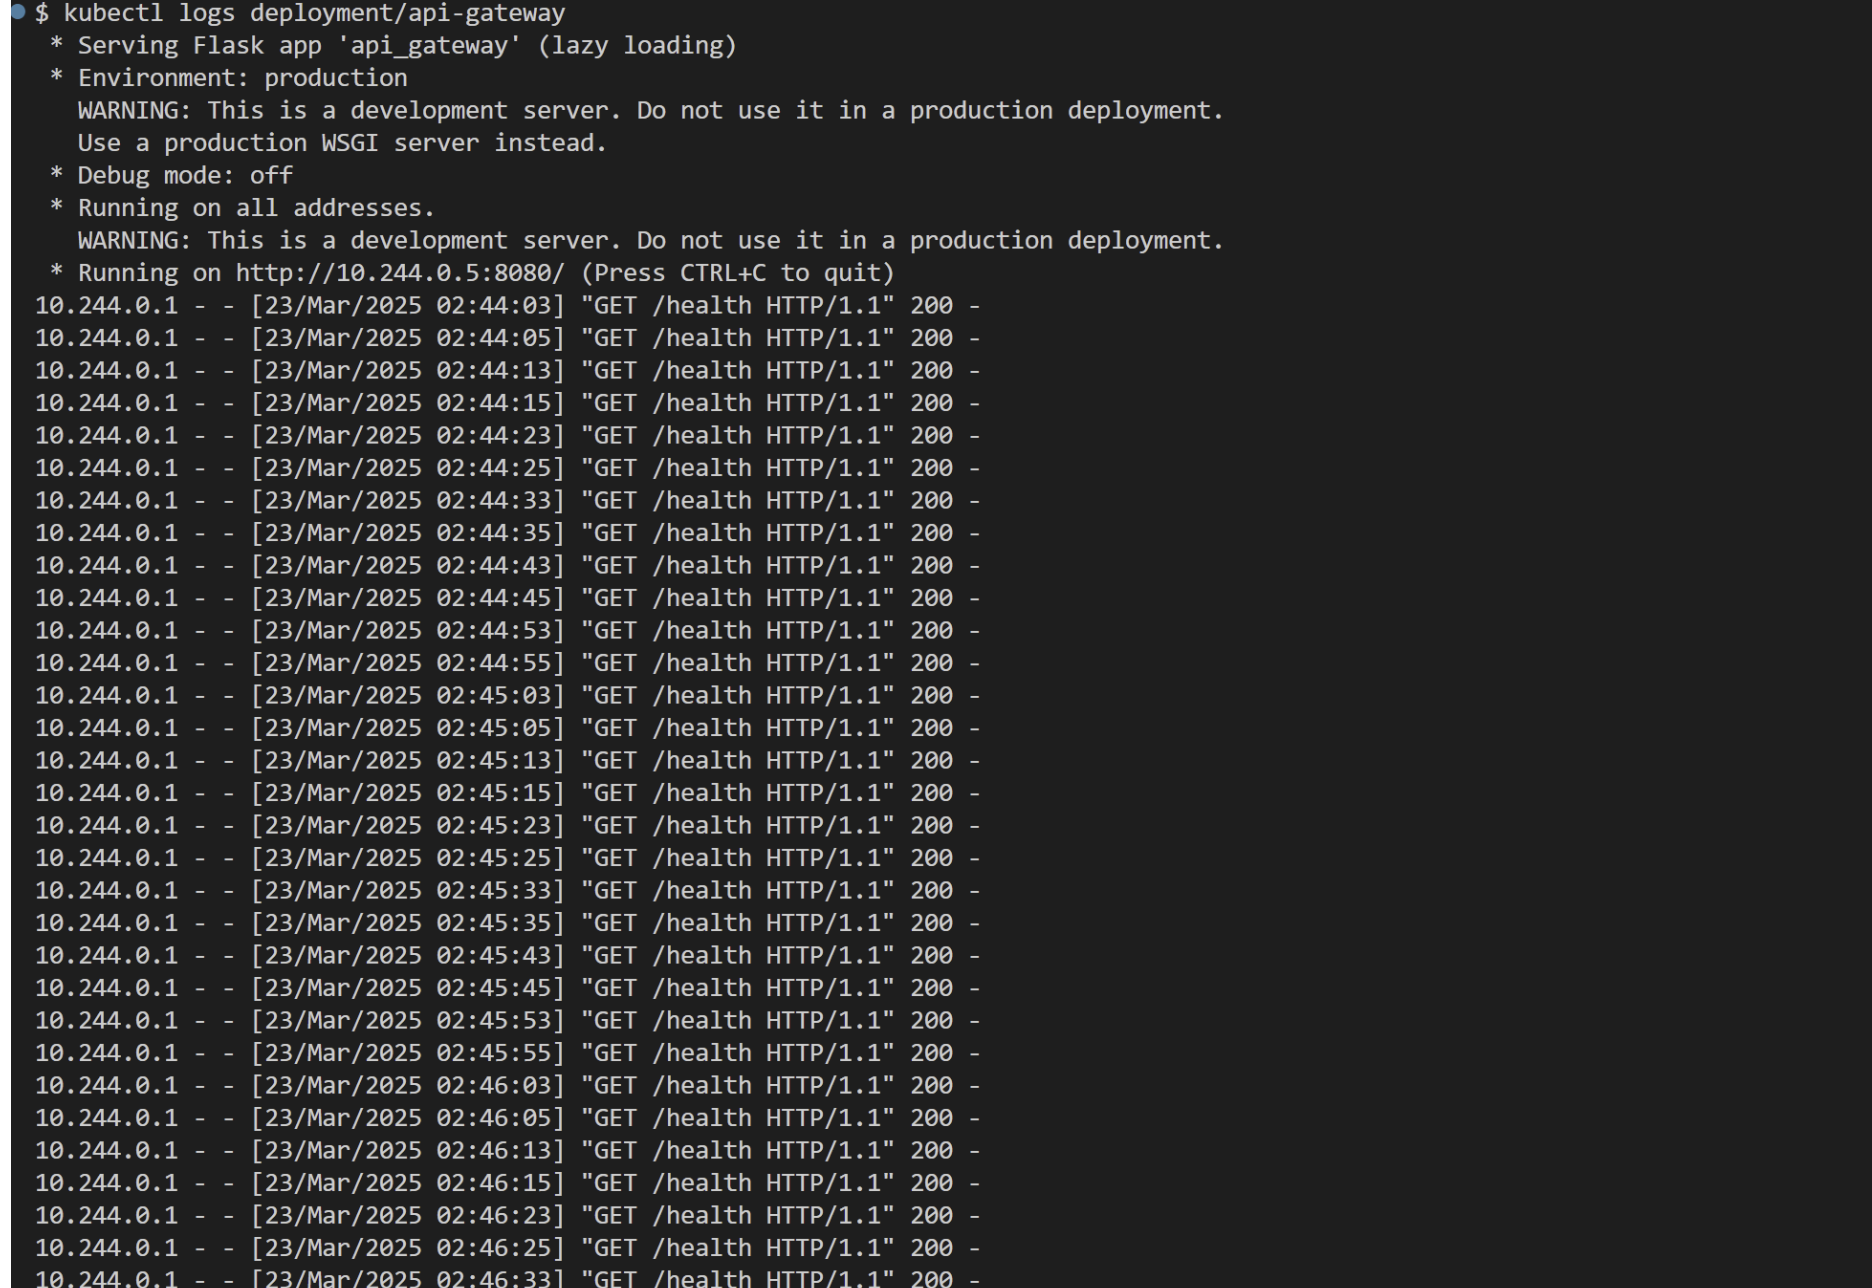 $ kubectl logs deployment/api-gateway
 * Serving Flask app 'api_gateway' (lazy loading)
 * Environment: production
   WARNING: This is a development server. Do not use it in a production deployment.
   Use a production WSGI server instead.
 * Debug mode: off
 * Running on all addresses.
   WARNING: This is a development server. Do not use it in a production deployment.
 * Running on http://10.244.0.5:8080/ (Press CTRL+C to quit)
10.244.0.1 - - [23/Mar/2025 02:44:03] "GET /health HTTP/1.1" 200 -
10.244.0.1 - - [23/Mar/2025 02:44:05] "GET /health HTTP/1.1" 200 -
10.244.0.1 - - [23/Mar/2025 02:44:13] "GET /health HTTP/1.1" 200 -
10.244.0.1 - - [23/Mar/2025 02:44:15] "GET /health HTTP/1.1" 200 -
10.244.0.1 - - [23/Mar/2025 02:44:23] "GET /health HTTP/1.1" 200 -
10.244.0.1 - - [23/Mar/2025 02:44:25] "GET /health HTTP/1.1" 200 -
10.244.0.1 - - [23/Mar/2025 02:44:33] "GET /health HTTP/1.1" 200 -
10.244.0.1 - - [23/Mar/2025 02:44:35] "GET /health HTTP/1.1" 200 -
10.244.0.1 - - [23/Mar/2025 02:44:43] "GET /health HTTP/1.1" 200 -
10.244.0.1 - - [23/Mar/2025 02:44:45] "GET /health HTTP/1.1" 200 -
10.244.0.1 - - [23/Mar/2025 02:44:53] "GET /health HTTP/1.1" 200 -
10.244.0.1 - - [23/Mar/2025 02:44:55] "GET /health HTTP/1.1" 200 -
10.244.0.1 - - [23/Mar/2025 02:45:03] "GET /health HTTP/1.1" 200 -
10.244.0.1 - - [23/Mar/2025 02:45:05] "GET /health HTTP/1.1" 200 -
10.244.0.1 - - [23/Mar/2025 02:45:13] "GET /health HTTP/1.1" 200 -
10.244.0.1 - - [23/Mar/2025 02:45:15] "GET /health HTTP/1.1" 200 -
10.244.0.1 - - [23/Mar/2025 02:45:23] "GET /health HTTP/1.1" 200 -
10.244.0.1 - - [23/Mar/2025 02:45:25] "GET /health HTTP/1.1" 200 -
10.244.0.1 - - [23/Mar/2025 02:45:33] "GET /health HTTP/1.1" 200 -
10.244.0.1 - - [23/Mar/2025 02:45:35] "GET /health HTTP/1.1" 200 -
10.244.0.1 - - [23/Mar/2025 02:45:43] "GET /health HTTP/1.1" 200 -
10.244.0.1 - - [23/Mar/2025 02:45:45] "GET /health HTTP/1.1" 200 -
10.244.0.1 - - [23/Mar/2025 02:45:53] "GET /health HTTP/1.1" 200 -
10.244.0.1 - - [23/Mar/2025 02:45:55] "GET /health HTTP/1.1" 200 -
10.244.0.1 - - [23/Mar/2025 02:46:03] "GET /health HTTP/1.1" 200 -
10.244.0.1 - - [23/Mar/2025 02:46:05] "GET /health HTTP/1.1" 200 -
10.244.0.1 - - [23/Mar/2025 02:46:13] "GET /health HTTP/1.1" 200 -
10.244.0.1 - - [23/Mar/2025 02:46:15] "GET /health HTTP/1.1" 200 -
10.244.0.1 - - [23/Mar/2025 02:46:23] "GET /health HTTP/1.1" 200 -
10.244.0.1 - - [23/Mar/2025 02:46:25] "GET /health HTTP/1.1" 200 -
10.244.0.1 - - [23/Mar/2025 02:46:33] "GET /health HTTP/1.1" 200 -